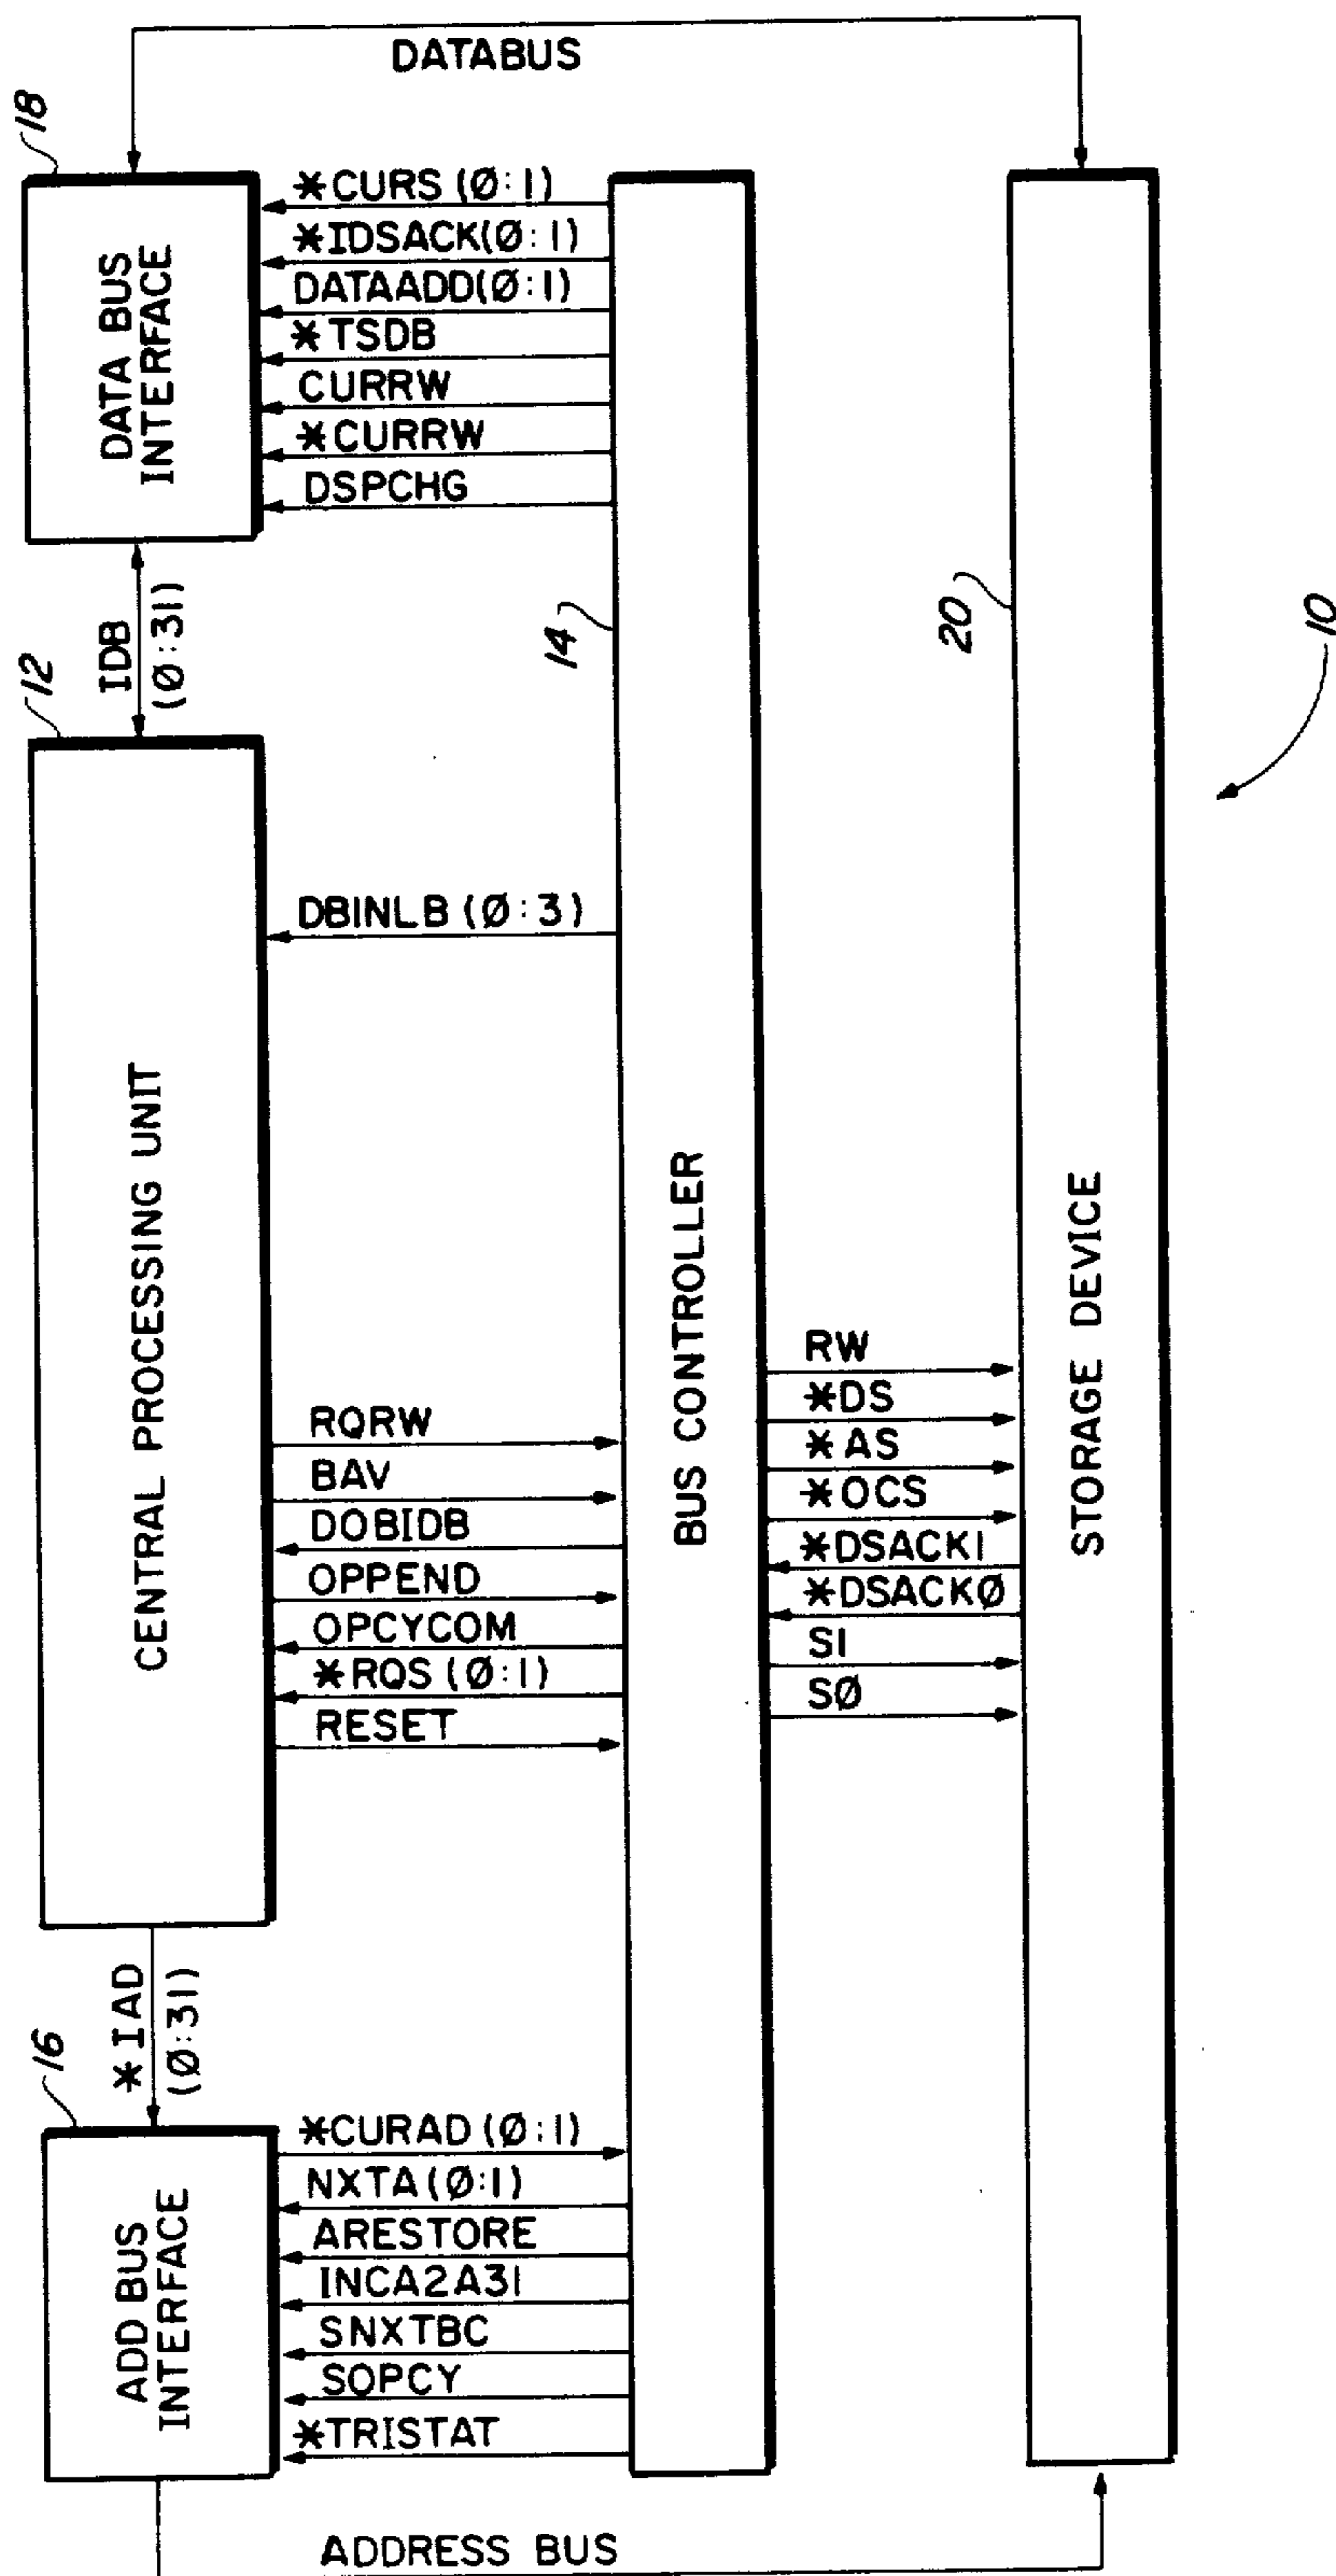 ADDRESS BUS
16
ADD BUS
INTERFACE
*IAD
(Ø:31)
12
CENTRAL PROCESSING UNIT
IDB
(Ø:31)
18
DATA BUS
INTERFACE
DATABUS
*TRISTAT
SOPCY
SNXTBC
INCA2A31
ARESTORE
NXTA(Ø:1)
*CURAD (Ø:1)
RESET
*RQS (Ø:1)
OPCYCOM
OPPEND
DOBIDB
BAV
RQRW
DBINLB (Ø:3)
DSPCHG
*CURRW
CURRW
*TSDB
DATAADD(Ø:1)
*IDSACK(Ø:1)
*CURS (Ø:1)
BUS CONTROLLER
14
SØ
S1
*DSACKØ
*DSACK1
*OCS
*AS
*DS
RW
STORAGE DEVICE
20
10